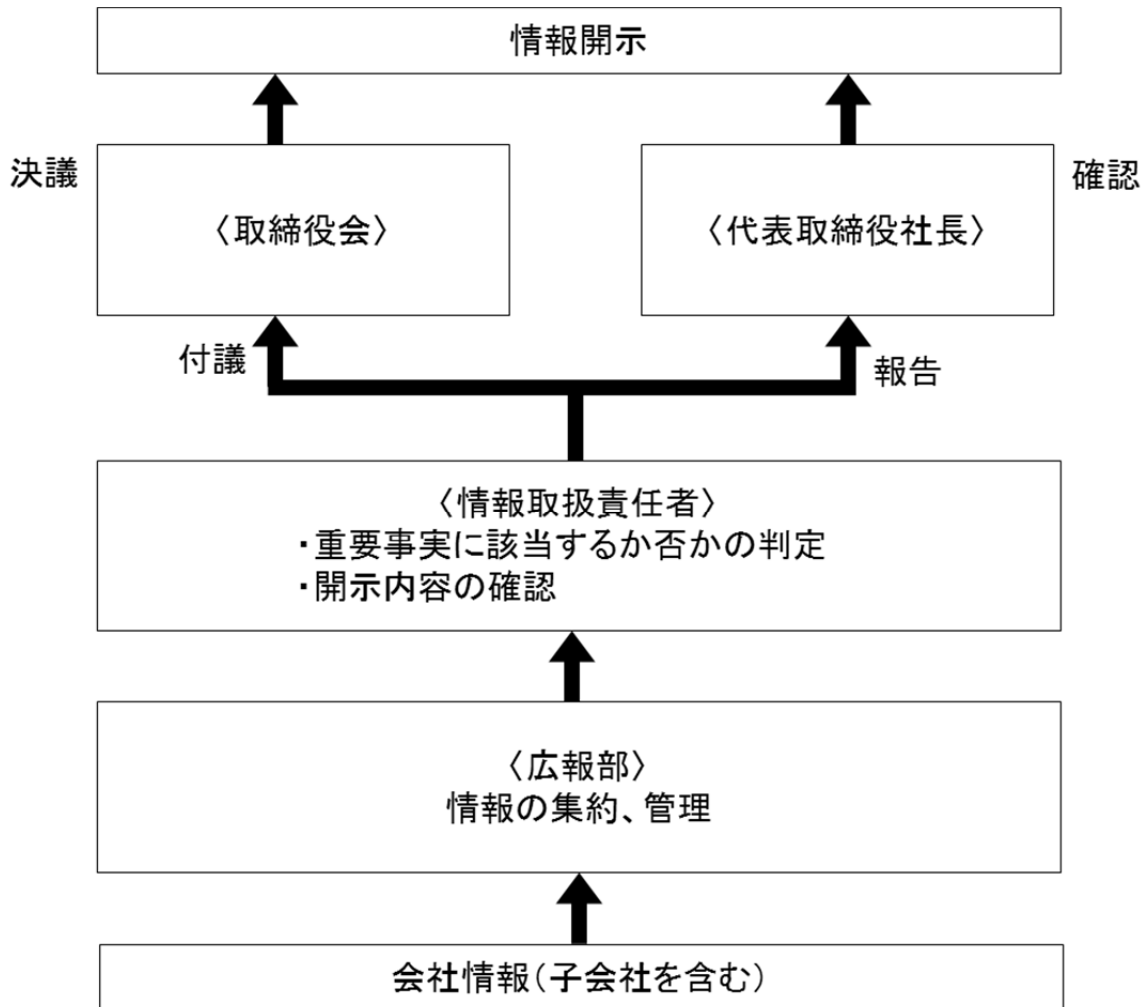 情報開示
決議
〈取締役会〉
〈代表取締役社長〉
確認
付議
報告
〈情報取扱責任者〉
・重要事実に該当するか否かの判定
・開示内容の確認
〈広報部〉
情報の集約、管理
会社情報(子会社を含む)